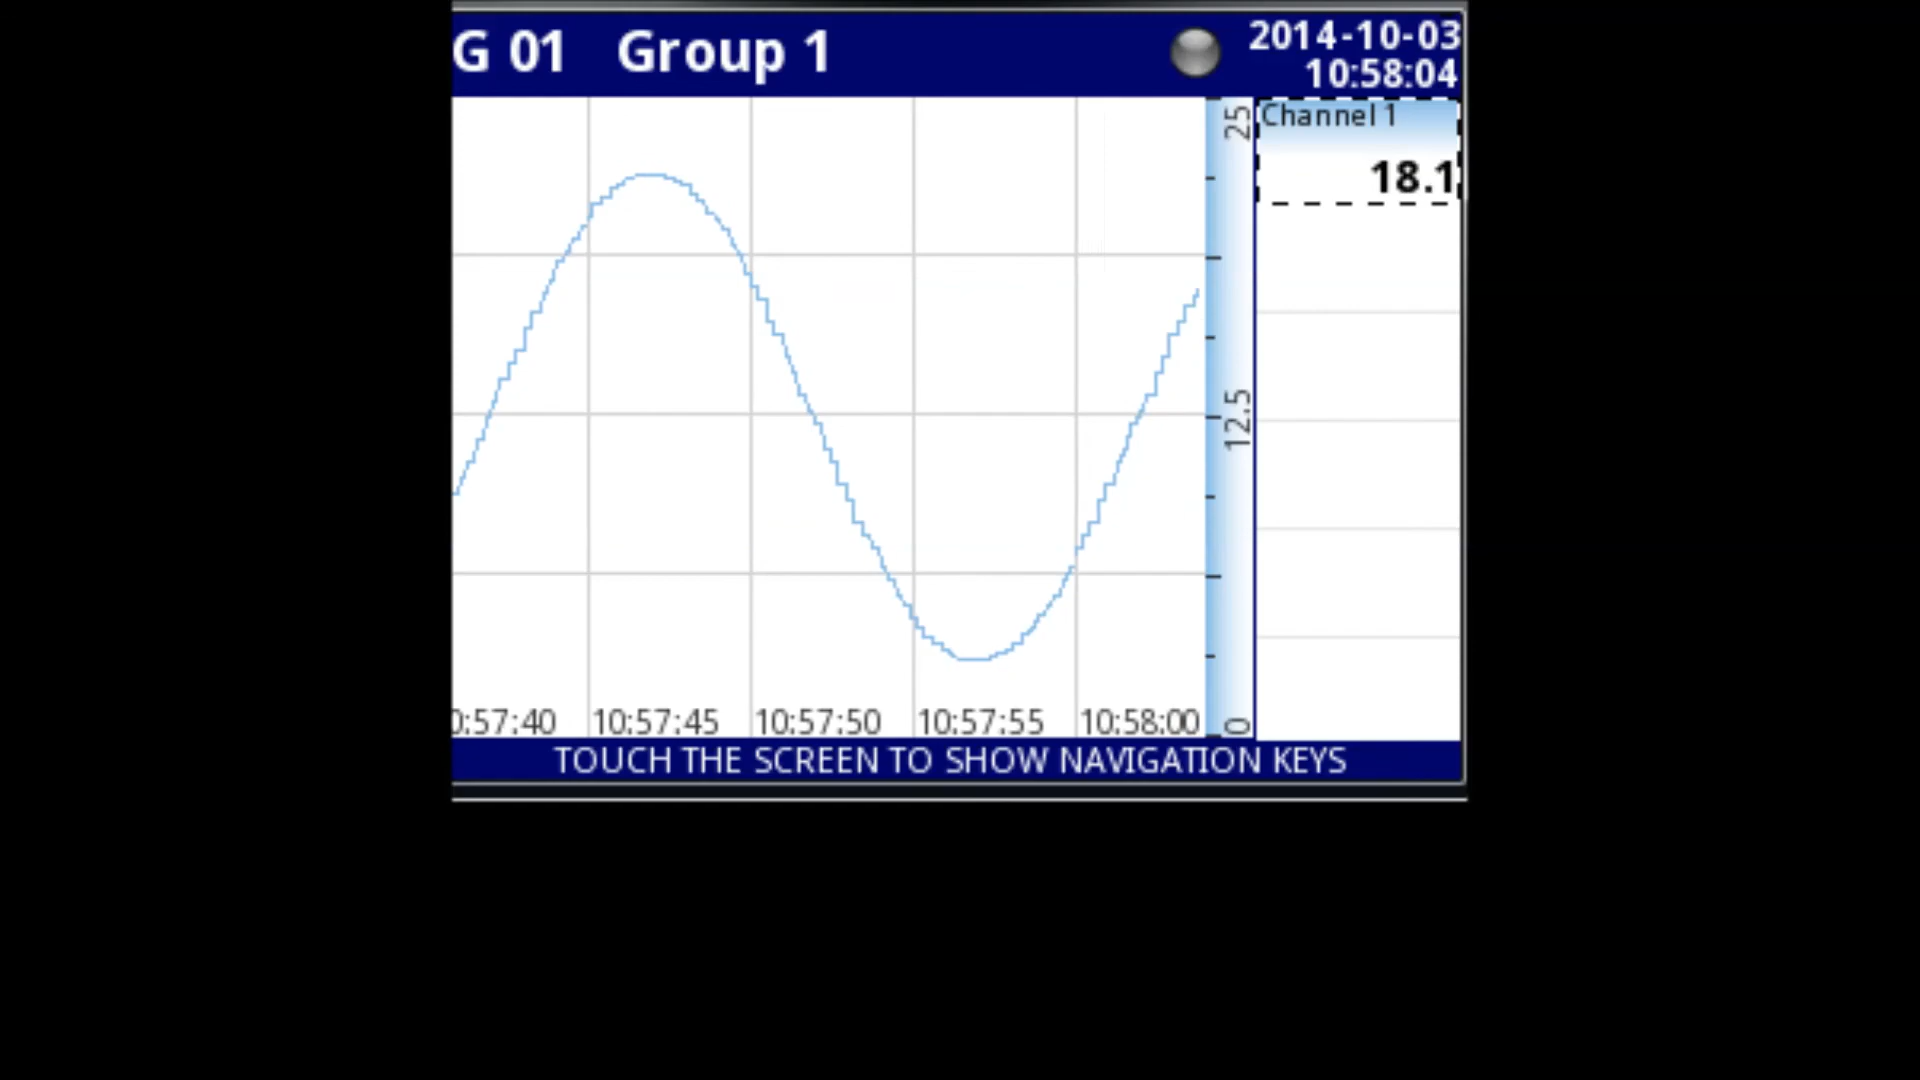 G 01 Group 1
2014-10-03
10:58:04
Channel 1
18.1
25
12.5
0
0:57:40 10:57:45 10:57:50 10:57:55 10:58:00
TOUCH THE SCREEN TO SHOW NAVIGATION KEYS